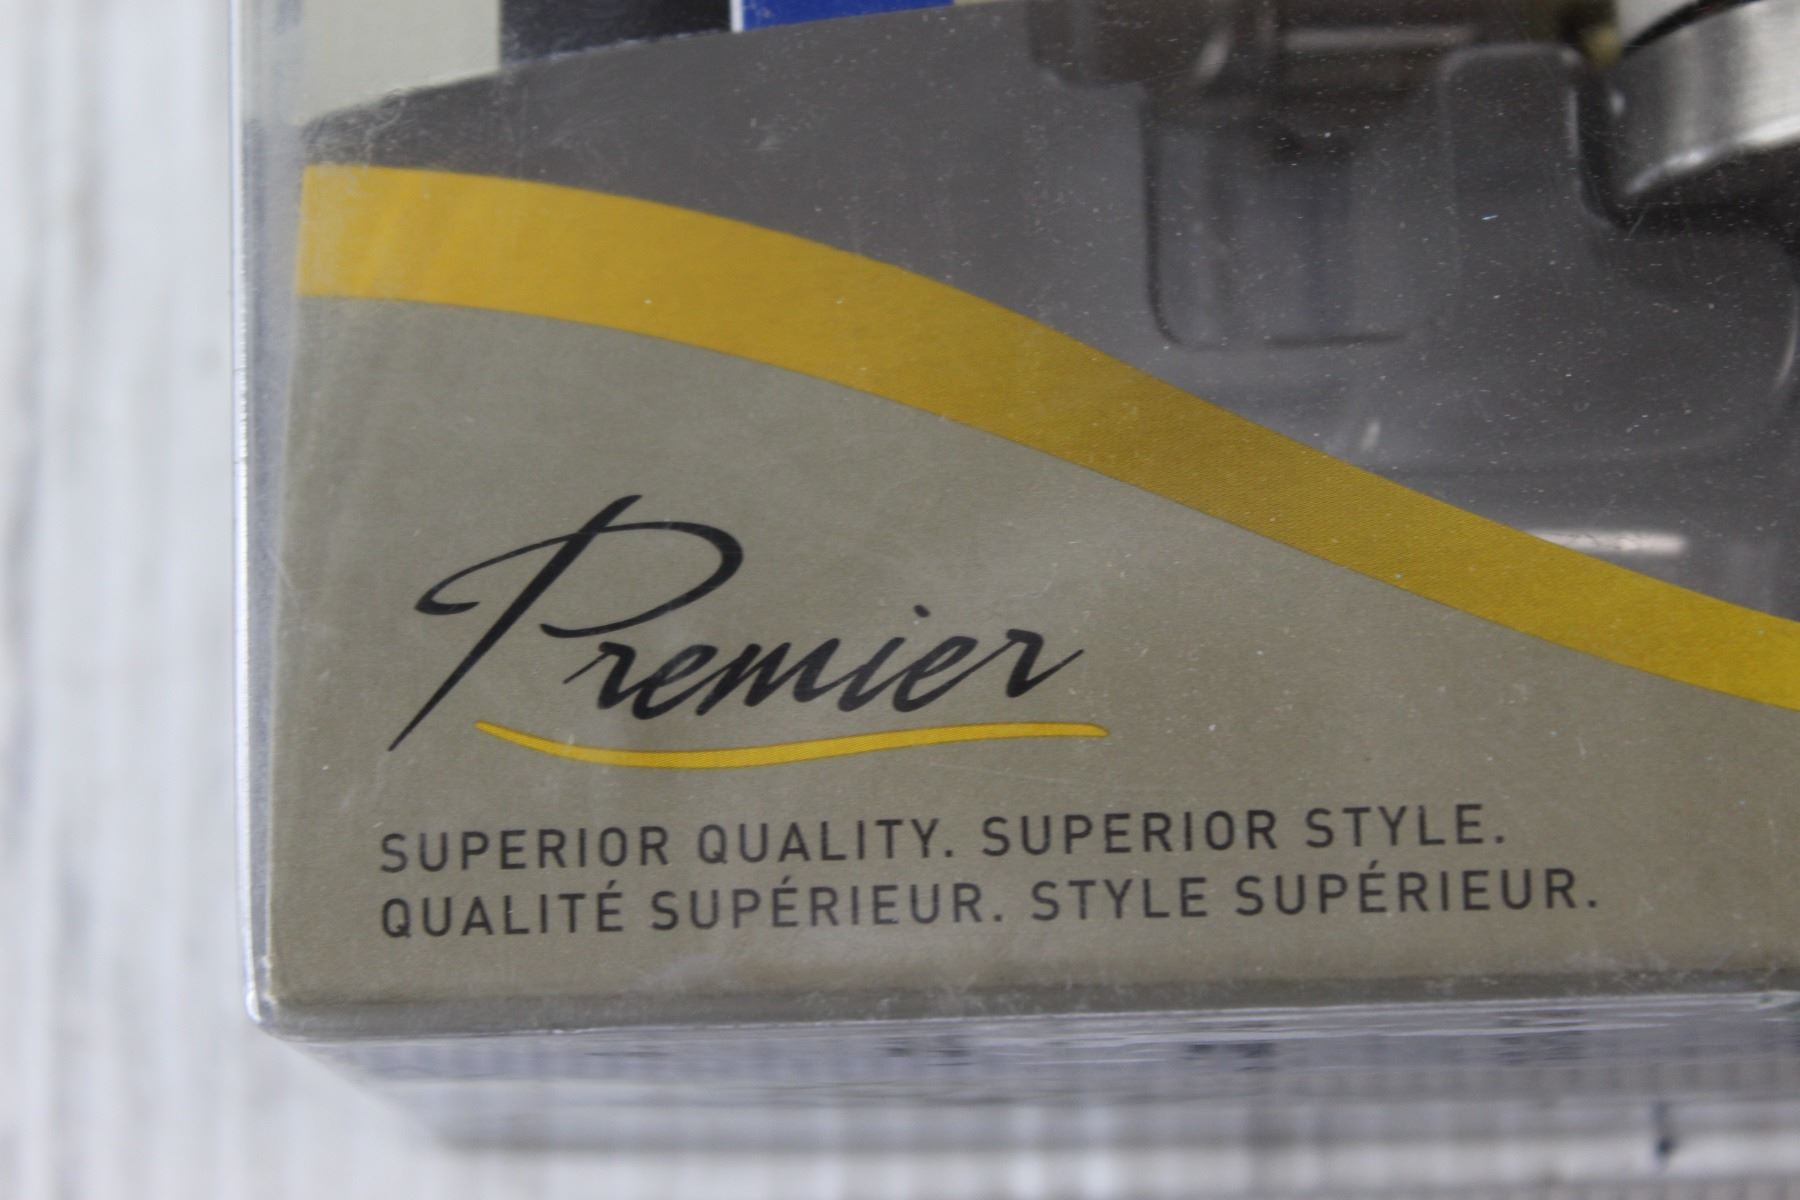 Premier
SUPERIOR QUALITY. SUPERIOR STYLE.
QUALITÉ SUPÉRIEUR. STYLE SUPÉRIEUR.